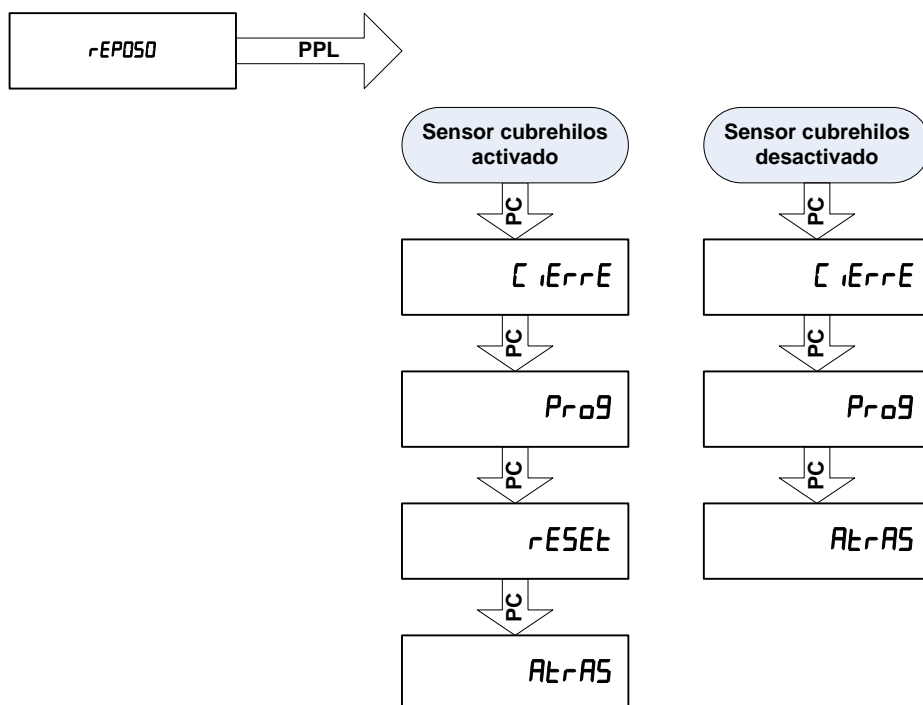 rEPOSO
PPL
Sensor cubrehilos
activado
PC
CiErrE
PC
Prog
PC
rESEt
PC
AtrAS
Sensor cubrehilos
desactivado
PC
CiErrE
PC
Prog
PC
AtrAS